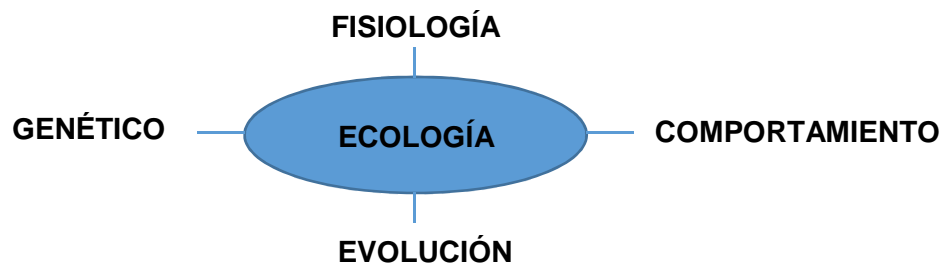 FISIOLOGÍA
GENÉTICO
ECOLOGÍA
COMPORTAMIENTO
EVOLUCIÓN